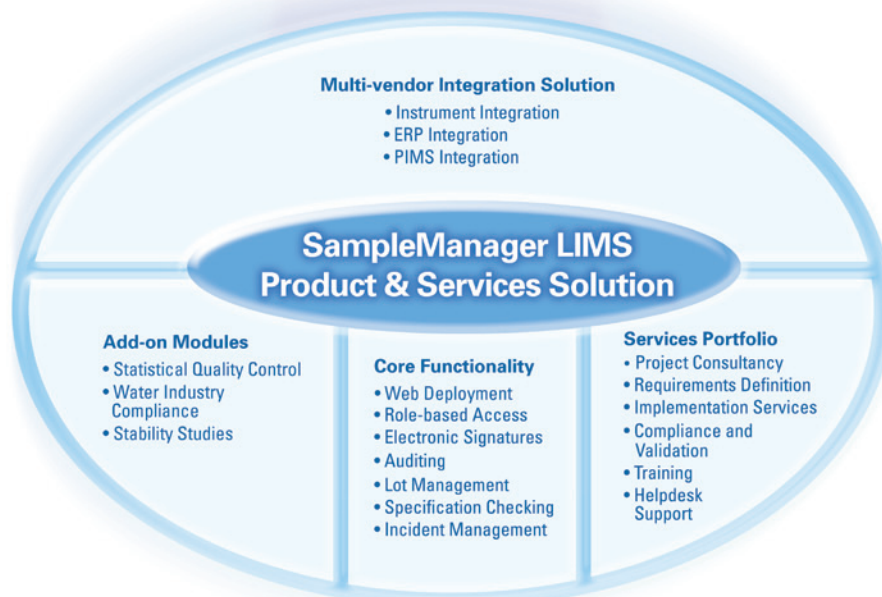 Multi-vendor Integration Solution
• Instrument Integration
• ERP Integration
• PIMS Integration
SampleManager LIMS
Product & Services Solution
Add-on Modules
• Statistical Quality Control
• Water Industry
Compliance
• Stability Studies
Core Functionality
• Web Deployment
• Role-based Access
• Electronic Signatures
• Auditing
• Lot Management
• Specification Checking
• Incident Management
Services Portfolio
• Project Consultancy
• Requirements Definition
• Implementation Services
• Compliance and
Validation
• Training
• Helpdesk
Support